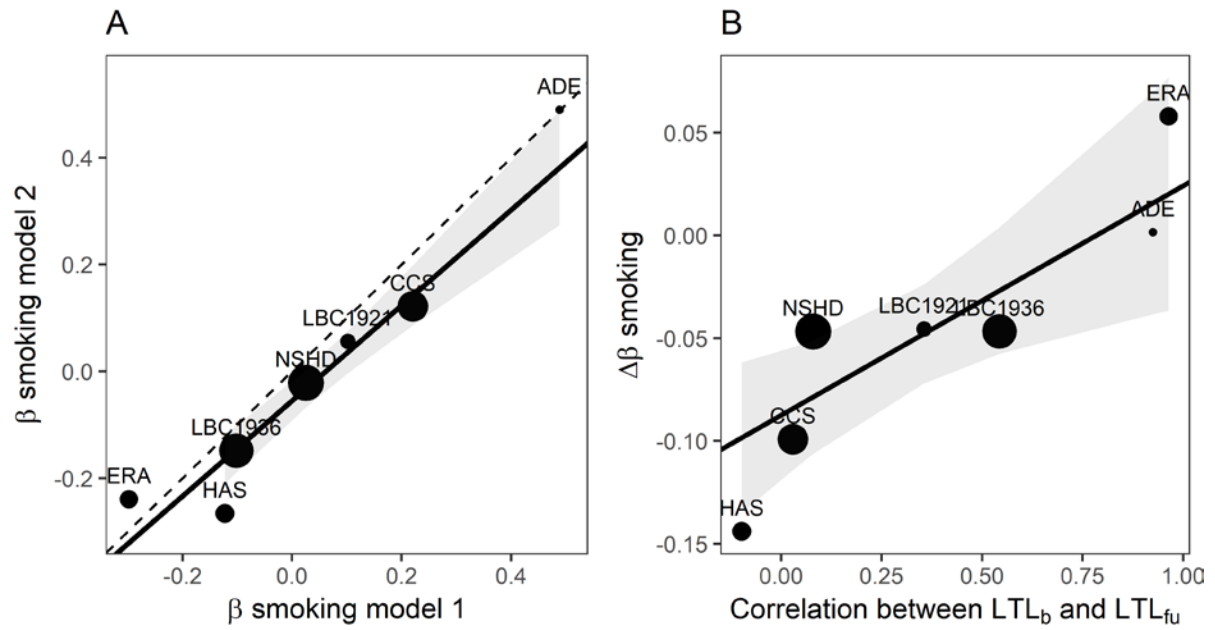 A
β smoking model 2
0.4
0.2
0.0
-0.2
ADE
CCS
LBC1921
NSHD
LBC1936
ERA
HAS
-0.2
0.0
0.2
0.4
β smoking model 1
B
Δβ smoking
0.05
0.00
-0.05
-0.10
-0.15
ERA
ADE
NSHD
LBC1921
LBC1936
CCS
HAS
0.00
0.25
0.50
0.75
1.00
Correlation between LTLb and LTLfu